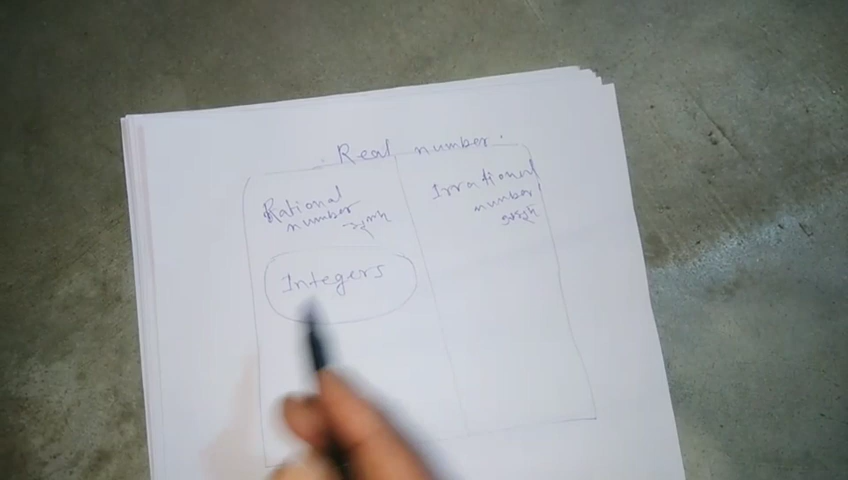 Real number.
Rational
number
Irrational
number
Integers